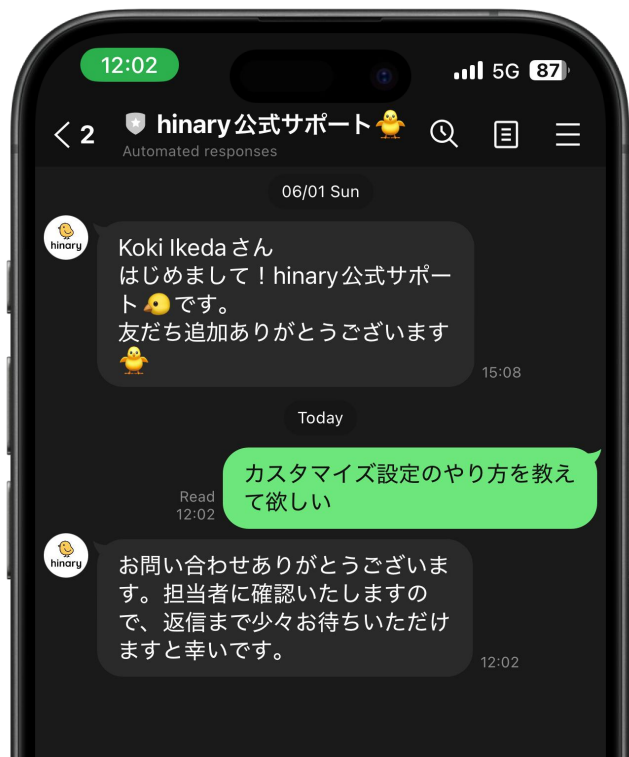 12:02
5G 87
2
hinary公式サポート🐥
Automated responses
06/01 Sun
hinary
Koki Ikedaさん
はじめまして！hinary公式サポー
ト🐤です。
友だち追加ありがとうございます
🐥
15:08
Today
カスタマイズ設定のやり方を教え
て欲しい
Read
12:02
hinary
お問い合わせありがとうございま
す。担当者に確認いたしますの
で、返信まで少々お待ちいただけ
ますと幸いです。
12:02